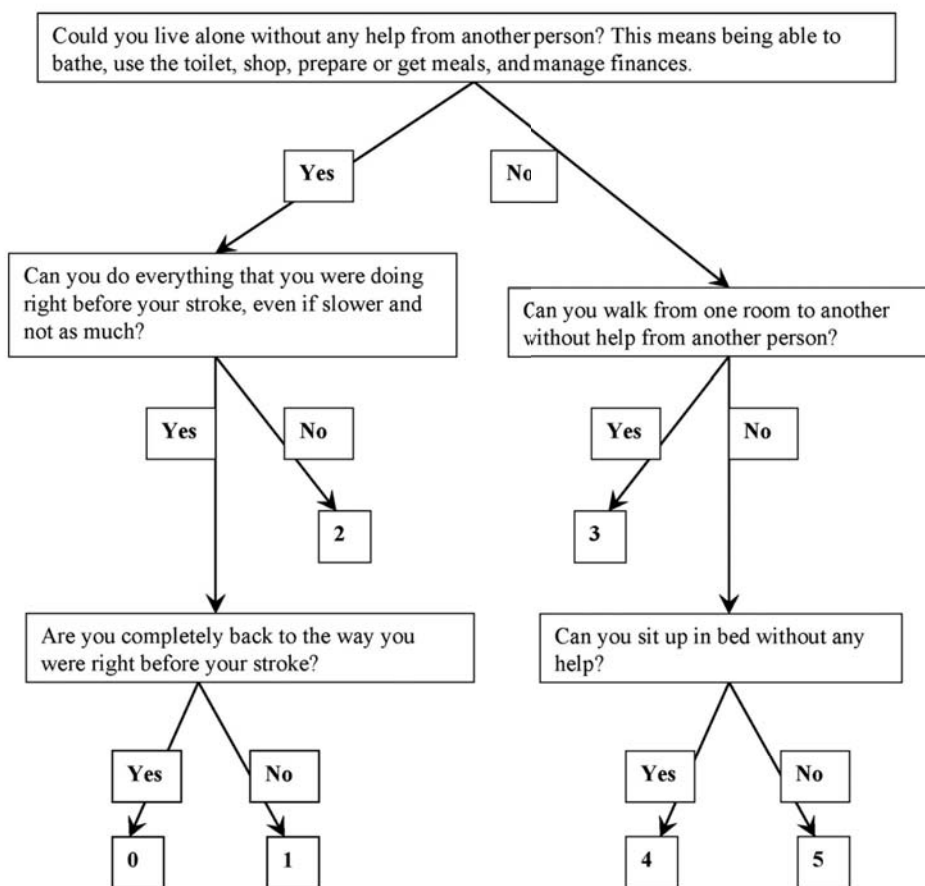 Could you live alone without any help from another person? This means being able to
bathe, use the toilet, shop, prepare or get meals, and manage finances.
Yes
No
Can you do everything that you were doing
right before your stroke, even if slower and
not as much?
Can you walk from one room to another
without help from another person?
Yes
No
Yes
No
2
3
Are you completely back to the way you
were right before your stroke?
Can you sit up in bed without any
help?
Yes
No
Yes
No
0
1
4
5